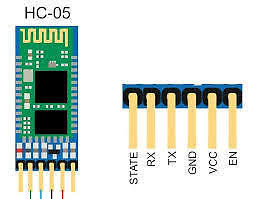 HC-05
STATE
RX
TX
GND
VCC
EN